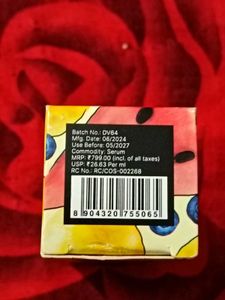 Batch No.: DV64
Mfg. Date: 06/2024
Use Before: 05/2027
Commodity: Serum
MRP: ₹799.00 (incl. of all taxes)
USP: ₹26.63 Per ml
RC No.: RC/COS-002268
8 904320 755065